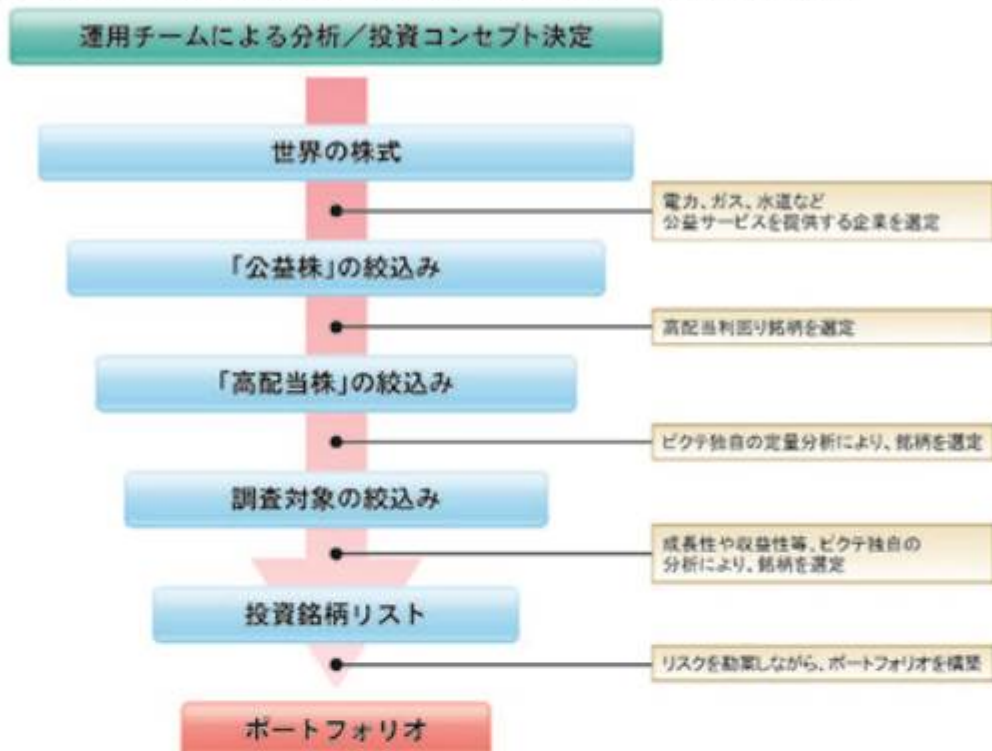 運用チームによる分析／投資コンセプト決定
世界の株式
電力、ガス、水道など
公益サービスを提供する企業を選定
「公益株」の絞込み
高配当利回り銘柄を選定
「高配当株」の絞込み
ピクテ独自の定量分析により、銘柄を選定
調査対象の絞込み
成長性や収益性等、ピクテ独自の
分析により、銘柄を選定
投資銘柄リスト
リスクを勘案しながら、ポートフォリオを構築
ポートフォリオ